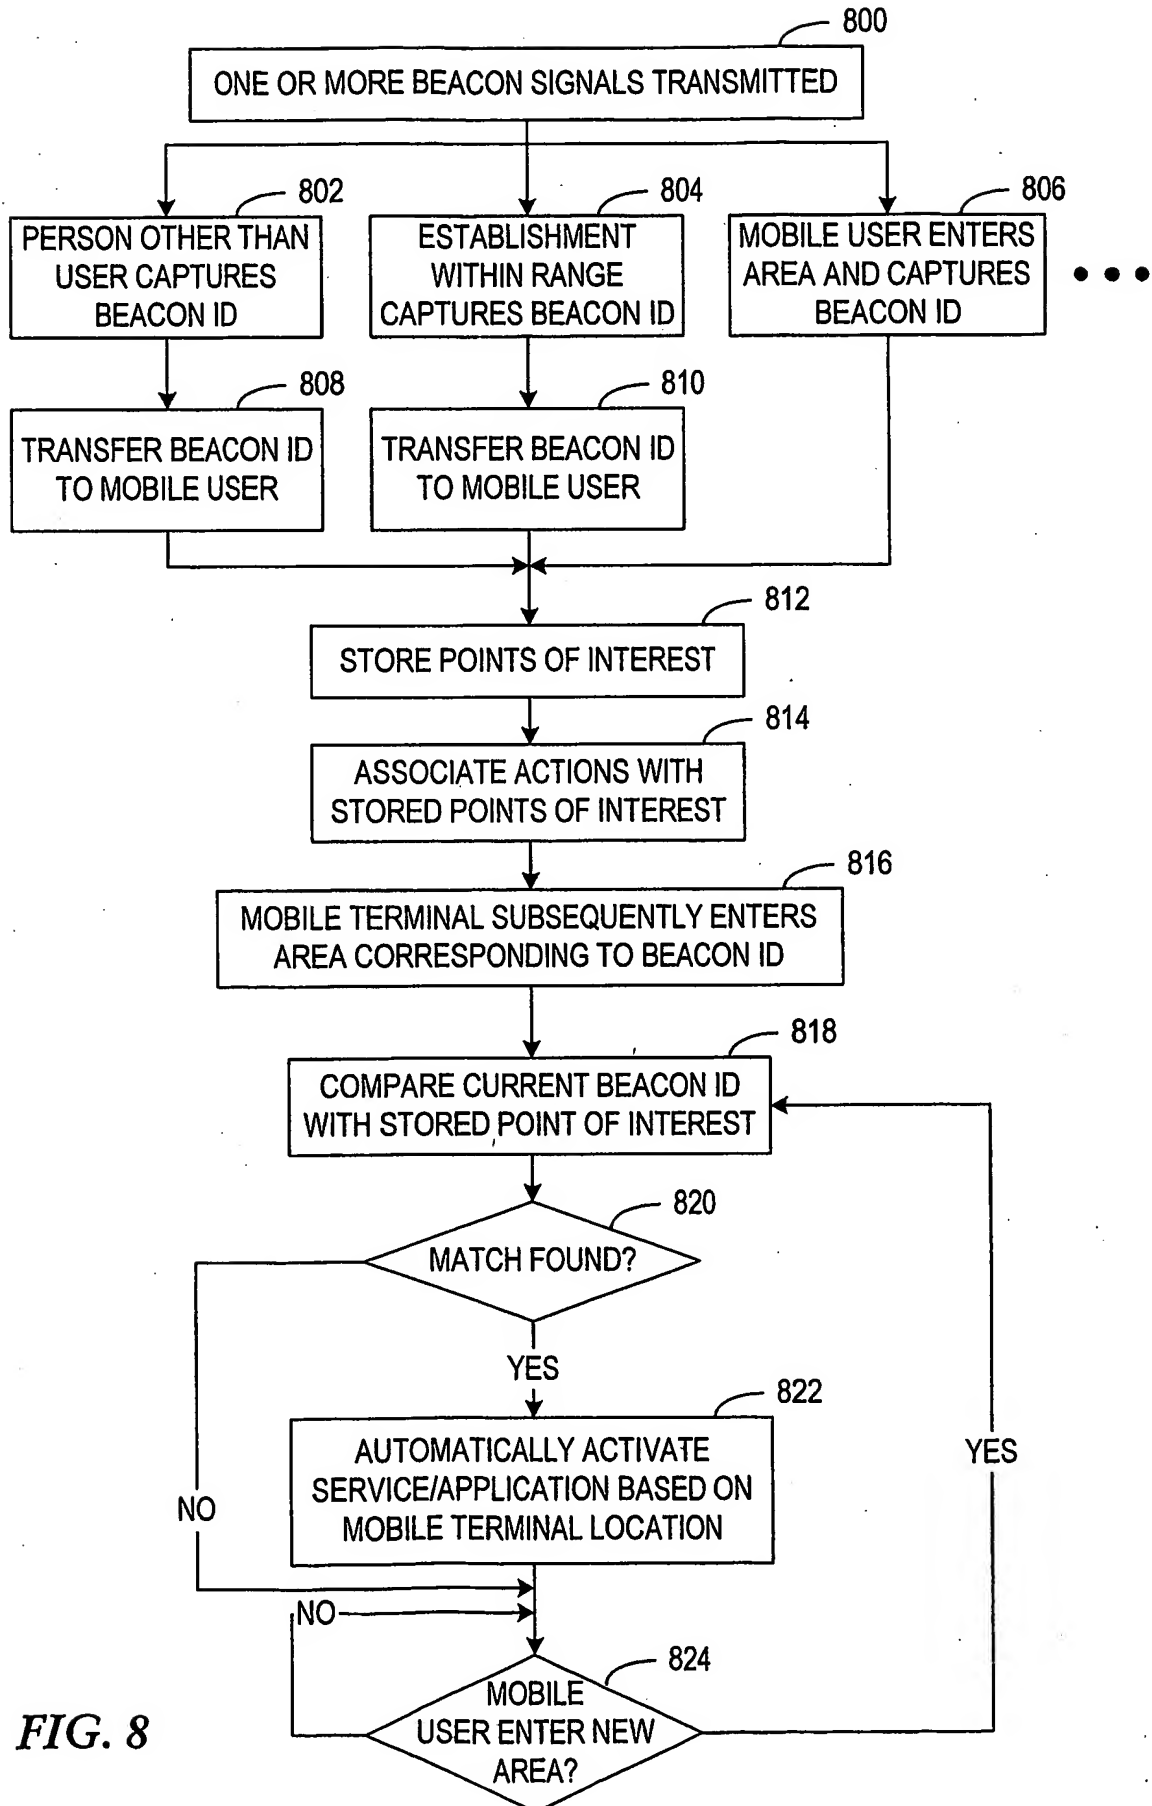 800
ONE OR MORE BEACON SIGNALS TRANSMITTED
802
804
806
PERSON OTHER THAN
USER CAPTURES
BEACON ID
ESTABLISHMENT
WITHIN RANGE
CAPTURES BEACON ID
MOBILE USER ENTERS
AREA AND CAPTURES
BEACON ID
808
810
TRANSFER BEACON ID
TO MOBILE USER
TRANSFER BEACON ID
TO MOBILE USER
812
STORE POINTS OF INTEREST
814
ASSOCIATE ACTIONS WITH
STORED POINTS OF INTEREST
816
MOBILE TERMINAL SUBSEQUENTLY ENTERS
AREA CORRESPONDING TO BEACON ID
818
COMPARE CURRENT BEACON ID
WITH STORED POINT OF INTEREST
820
MATCH FOUND?
YES
822
AUTOMATICALLY ACTIVATE
SERVICE/APPLICATION BASED ON
MOBILE TERMINAL LOCATION
YES
NO
NO
824
MOBILE
USER ENTER NEW
AREA?
FIG. 8